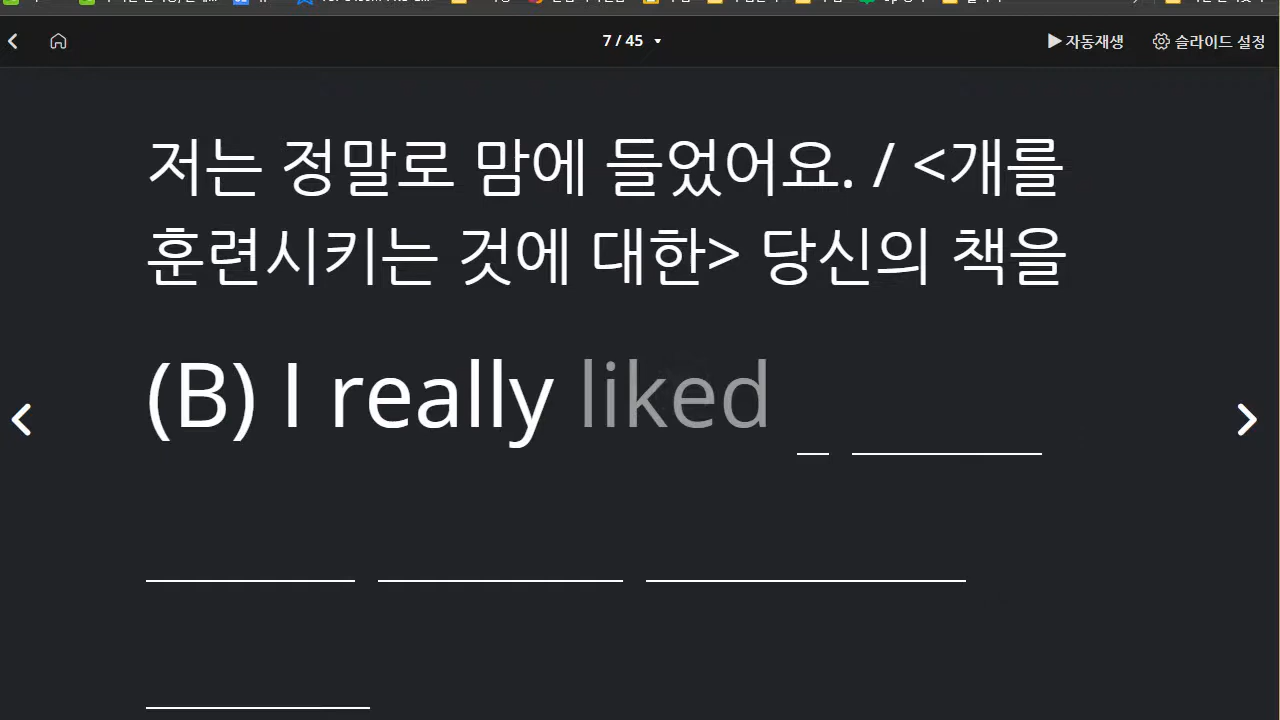 7 / 45
자동재생
슬라이드 설정
저는 정말로 맘에 들었어요. / <개를
훈련시키는 것에 대한> 당신의 책을
(B) I really liked